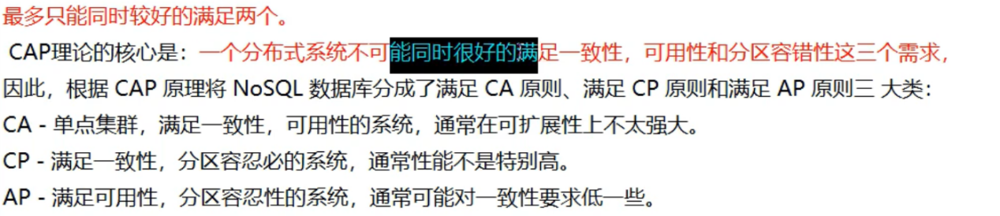 最多只能同时较好的满足两个。
CAP理论的核心是：一个分布式系统不可能同时很好的满足一致性，可用性和分区容错性这三个需求，
因此，根据 CAP 原理将 NoSQL 数据库分成了满足 CA 原则、满足 CP 原则和满足 AP 原则三 大类：
CA - 单点集群，满足一致性，可用性的系统，通常在可扩展性上不太强大。
CP - 满足一致性，分区容忍必的系统，通常性能不是特别高。
AP - 满足可用性，分区容忍性的系统，通常可能对一致性要求低一些。